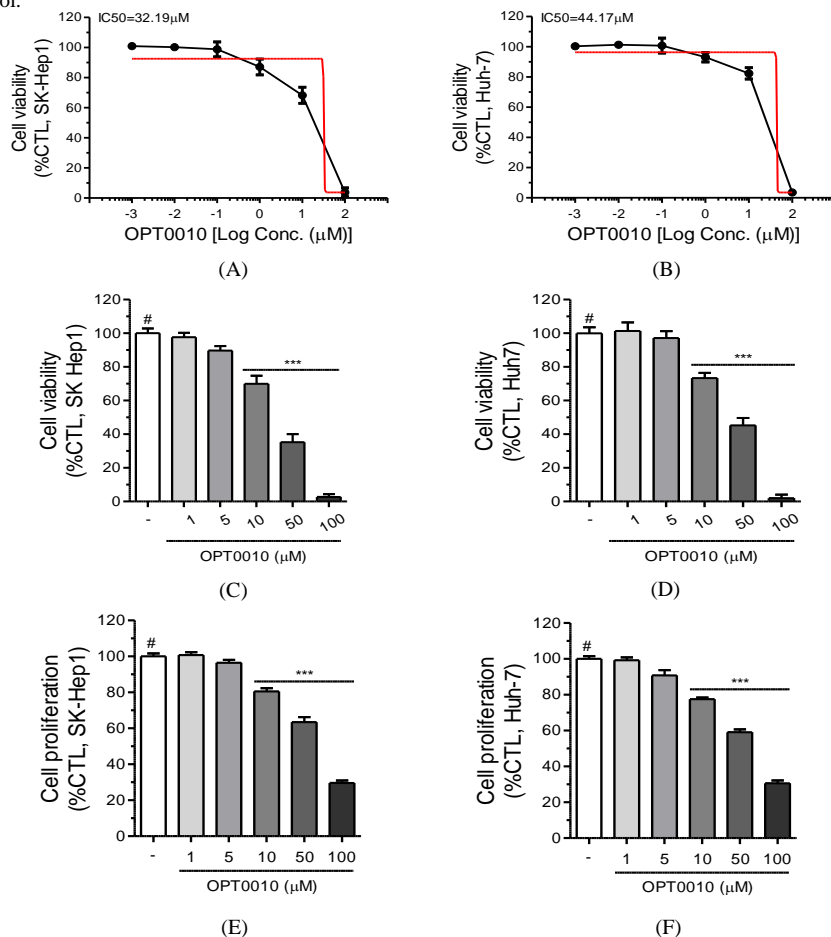 ol.
IC50=32.19µM
120
100
80
60
40
20
0
Cell viability
(%CTL, SK-Hep1)
-3 -2 -1 0 1 2
OPT0010 [Log Conc. (µM)]
(A)
IC50=44.17µM
120
100
80
60
40
20
0
Cell viability
(%CTL, Huh-7)
-3 -2 -1 0 1 2
OPT0010 [Log Conc. (µM)]
(B)
120
100
80
60
40
20
0
Cell viability
(%CTL, SK Hep1)
#
***
- 1 5 10 50 100
OPT0010 (µM)
(C)
120
100
80
60
40
20
0
Cell viability
(%CTL, Huh7)
#
***
- 1 5 10 50 100
OPT0010 (µM)
(D)
120
100
80
60
40
20
0
Cell proliferation
(%CTL, SK-Hep1)
#
***
- 1 5 10 50 100
OPT0010 (µM)
(E)
120
100
80
60
40
20
0
Cell proliferation
(%CTL, Huh-7)
#
***
- 1 5 10 50 100
OPT0010 (µM)
(F)